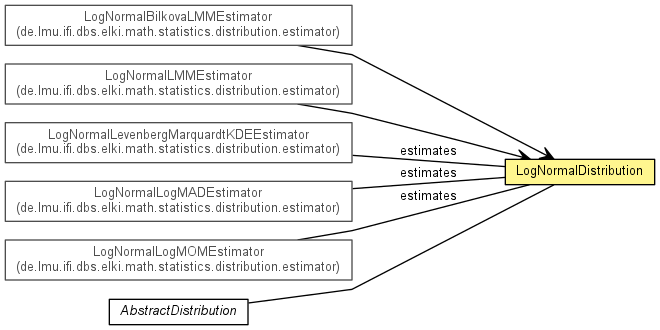 LogNormalBilkovaLMMEstimator
(de.lmu.ifi.dbs.elki.math.statistics.distribution.estimator)
LogNormalLMMEstimator
(de.lmu.ifi.dbs.elki.math.statistics.distribution.estimator)
LogNormalLevenbergMarquardtKDEEstimator
(de.lmu.ifi.dbs.elki.math.statistics.distribution.estimator)
LogNormalLogMADEstimator
(de.lmu.ifi.dbs.elki.math.statistics.distribution.estimator)
LogNormalLogMOMEstimator
(de.lmu.ifi.dbs.elki.math.statistics.distribution.estimator)
AbstractDistribution
estimates
estimates
estimates
LogNormalDistribution